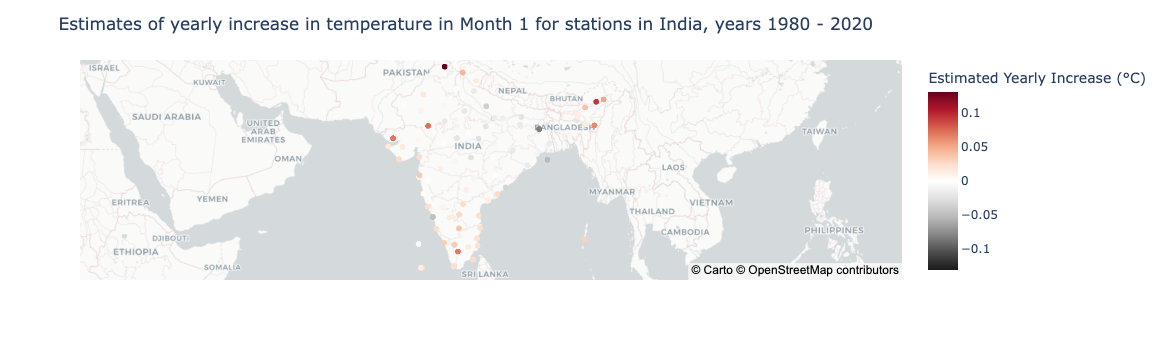 Estimates of yearly increase in temperature in Month 1 for stations in India, years 1980 - 2020
Estimated Yearly Increase (°C)
0.1
0.05
0
−0.05
−0.1
ISRAEL
KUWAIT
PAKISTAN
NEPAL
BHUTAN
SAUDI ARABIA
UNITED
ARAB
EMIRATES
BANGLADESH
TAIWAN
INDIA
OMAN
LAOS
MYANMAR
ERITREA
YEMEN
THAILAND
VIETNAM
DJIBOUTI
CAMBODIA
PHILIPPINES
ETHIOPIA
SOMALIA
SRI LANKA
© Carto © OpenStreetMap contributors